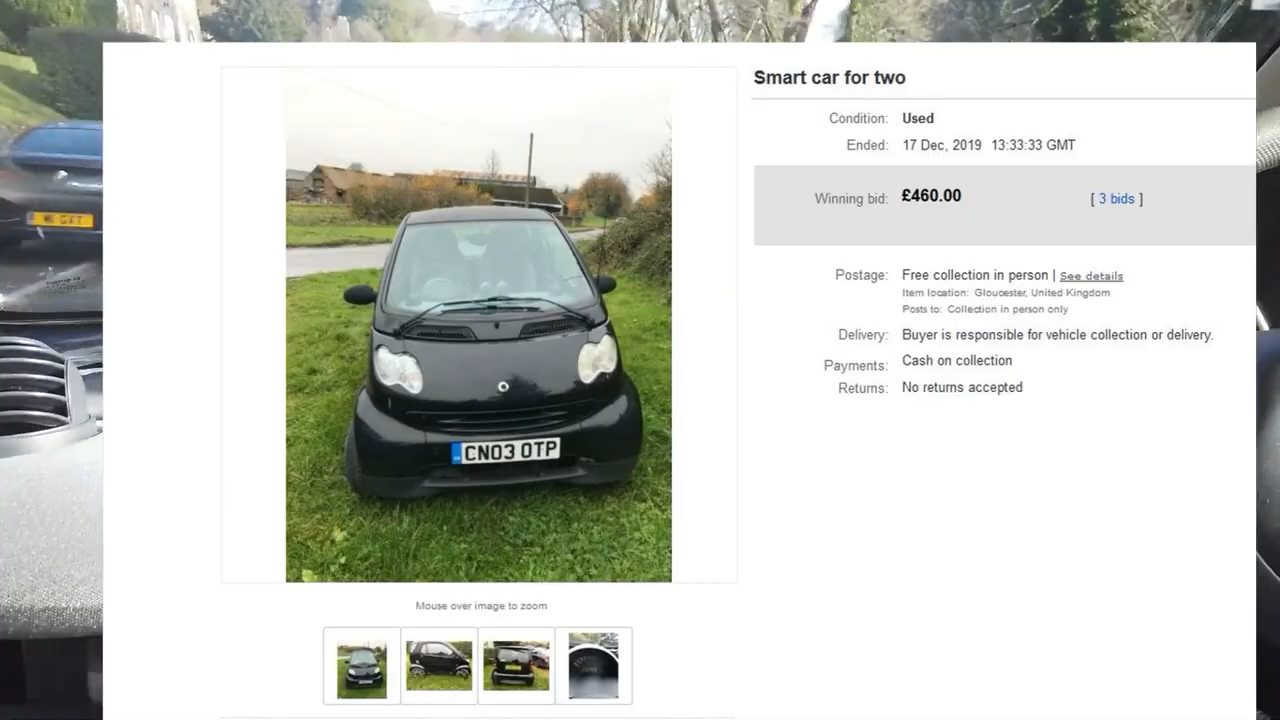 Smart car for two
Condition: Used
Ended: 17 Dec, 2019 13:33:33 GMT
Winning bid: £460.00 [ 3 bids ]
Postage: Free collection in person | See details
Item location: Gloucester, United Kingdom
Posts to: Collection in person only
Delivery: Buyer is responsible for vehicle collection or delivery.
Payments: Cash on collection
Returns: No returns accepted
CN03 OTP
Mouse over image to zoom